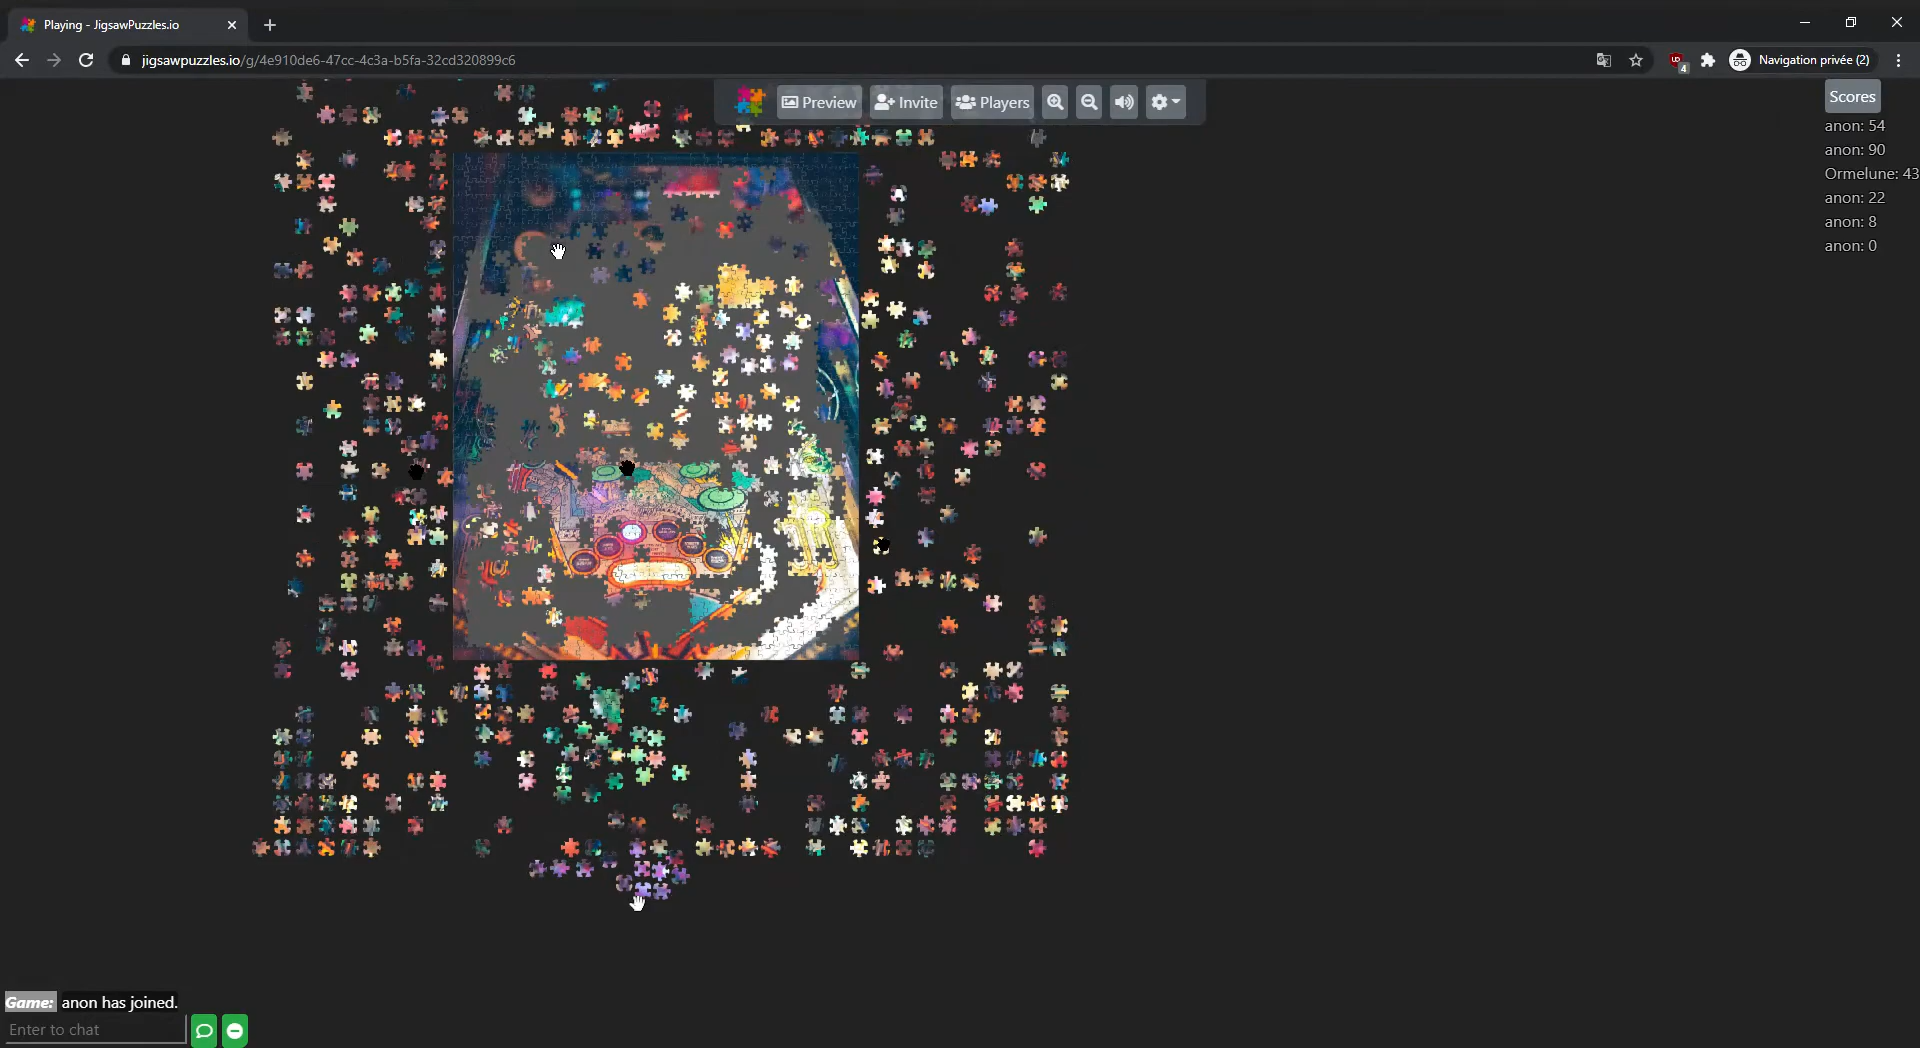 Playing - JigsawPuzzles.io
jigsawpuzzles.io/g/4e910de6-47cc-4c3a-b5fa-32cd320899c6
4
Navigation privée (2)
Preview
Invite
Players
Scores
anon: 54
anon: 90
Ormelune: 43
anon: 22
anon: 8
anon: 0
Game: anon has joined.
Enter to chat